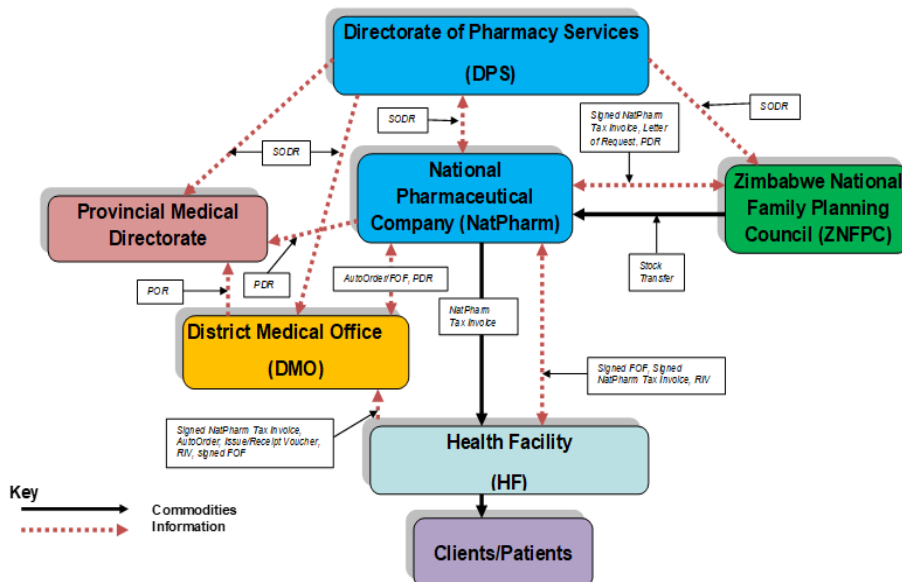 Directorate of Pharmacy Services
(DPS)
SODR
SODR
SODR
Signed NatPharm
Tax Invoice, Letter
of Request, PDR
National
Pharmaceutical
Company (NatPharm)
Zimbabwe National
Family Planning
Council (ZNFPC)
Provincial Medical
Directorate
Stock
Transfer
POR
PDR
AutoOrder/FOF, PDR
NatPharm
Tax Invoice
District Medical Office
(DMO)
Signed FOF, Signed
NatPharm Tax Invoice, RIV
Signed NatPharm Tax Invoice,
AutoOrder, Issue/Receipt Voucher,
RIV, signed FOF
Health Facility
(HF)
Key
Commodities
Information
Clients/Patients